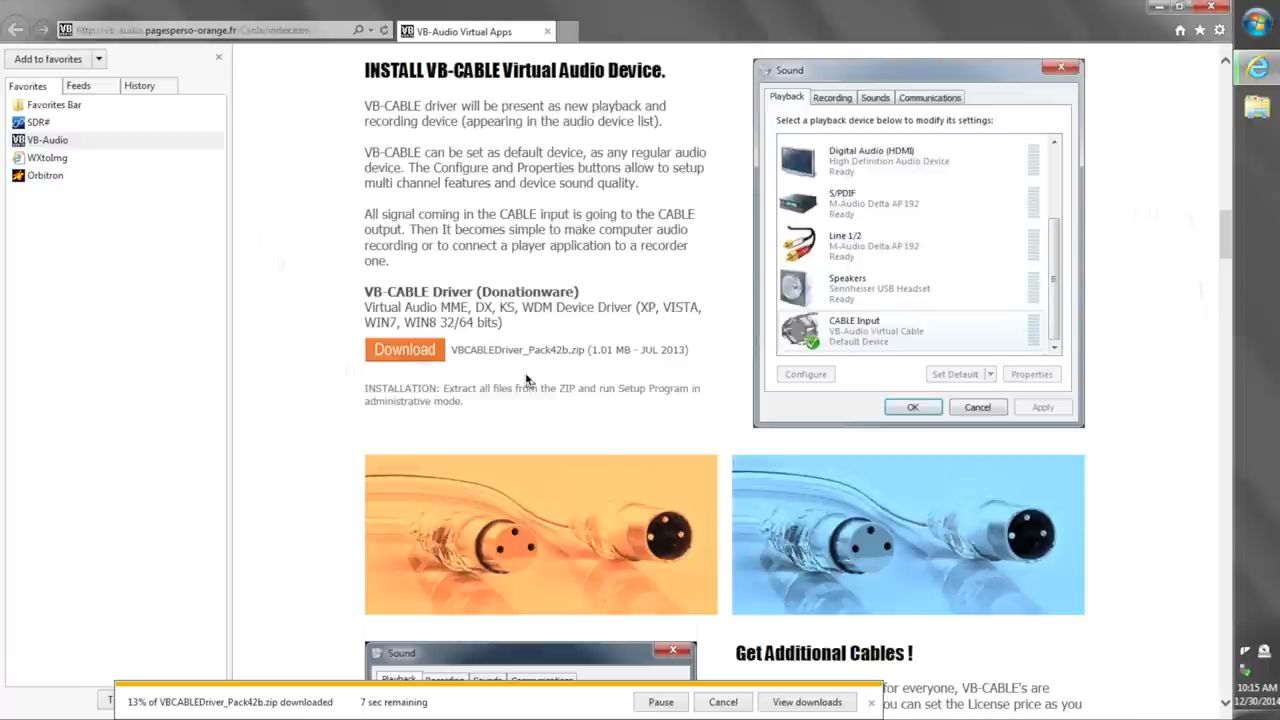 http://vb-audio.pagesperso-orange.fr
VB-Audio Virtual Apps
Add to favorites
Favorites Feeds History
Favorites Bar
SDR#
VB-Audio
WXtoImg
Orbitron
INSTALL VB-CABLE Virtual Audio Device.
VB-CABLE driver will be present as new playback and
recording device (appearing in the audio device list).
VB-CABLE can be set as default device, as any regular audio
device. The Configure and Properties buttons allow to setup
multi channel features and device sound quality.
All signal coming in the CABLE input is going to the CABLE
output. Then It becomes simple to make computer audio
recording or to connect a player application to a recorder
one.
VB-CABLE Driver (Donationware)
Virtual Audio MME, DX, KS, WDM Device Driver (XP, VISTA,
WIN7, WIN8 32/64 bits)
Download VBCABLEDriver_Pack42b.zip (1.01 MB - JUL 2013)
INSTALLATION: Extract all files from the ZIP and run Setup Program in
administrative mode.
Sound
Playback Recording Sounds Communications
Select a playback device below to modify its settings:
Digital Audio (HDMI)
High Definition Audio Device
Ready
S/PDIF
M-Audio Delta AP 192
Ready
Line 1/2
M-Audio Delta AP 192
Ready
Speakers
Sennheiser USB Headset
Ready
CABLE Input
VB-Audio Virtual Cable
Default Device
Configure Set Default Properties
OK Cancel Apply
Sound
Playback Recording Sounds Communications
Get Additional Cables !
for everyone, VB-CABLE's are
ou can set the License price as you
13% of VBCABLEDriver_Pack42b.zip downloaded 7 sec remaining Pause Cancel View downloads
10:15 AM